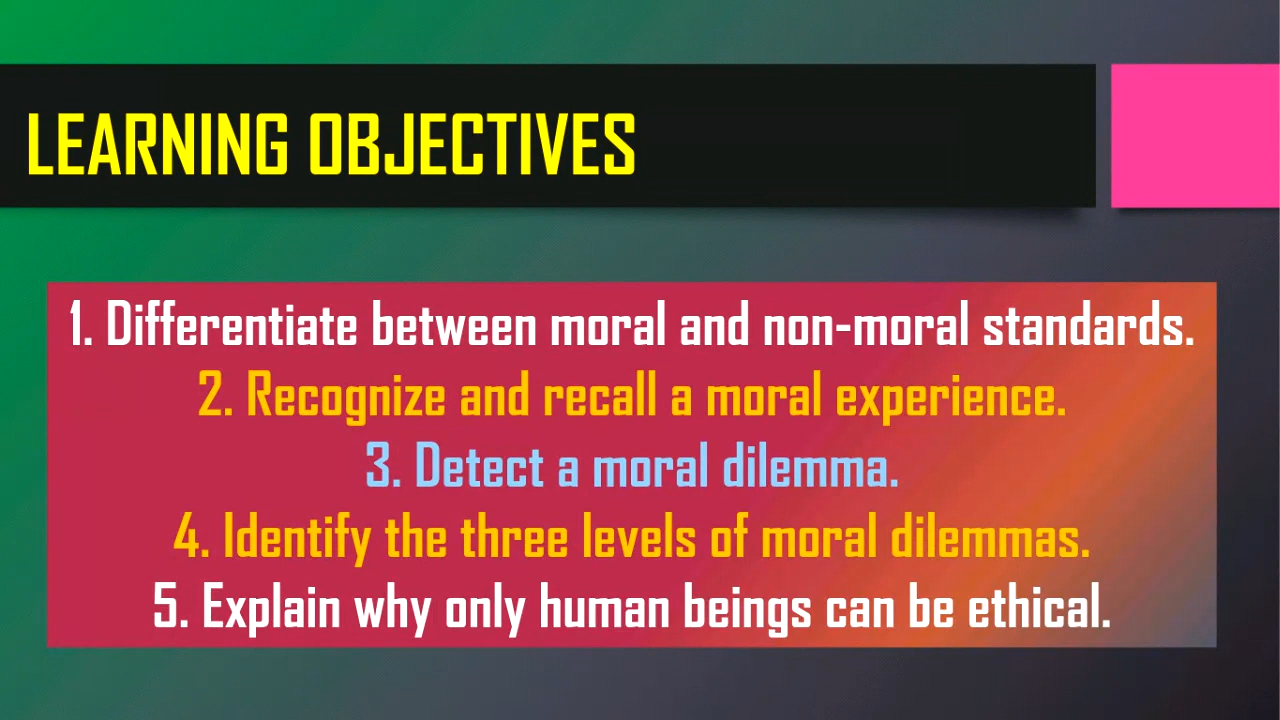 LEARNING OBJECTIVES
1. Differentiate between moral and non-moral standards.
2. Recognize and recall a moral experience.
3. Detect a moral dilemma.
4. Identify the three levels of moral dilemmas.
5. Explain why only human beings can be ethical.